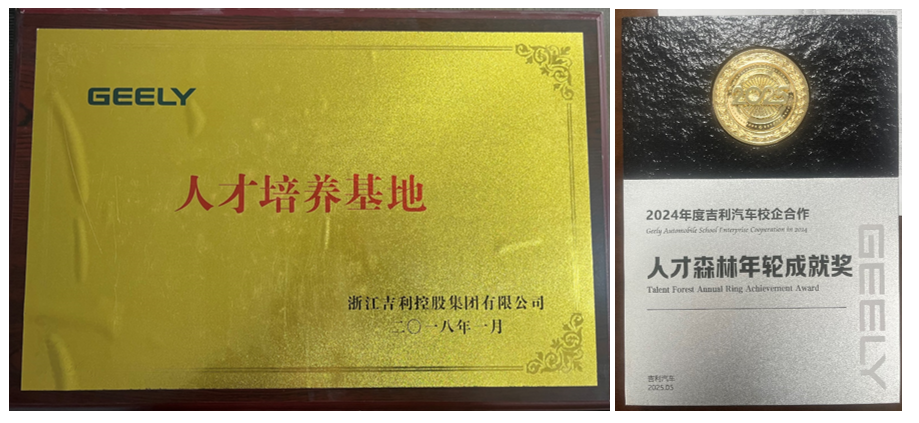 GEELY
人才培养基地
浙江吉利控股集团有限公司
二〇一八年一月
2024年度吉利汽车校企合作
Geely Automobile School Enterprise Cooperation in 2024
人才森林年轮成就奖
Talent Forest Annual Ring Achievement Award
GEELY
吉利汽车
2025.05